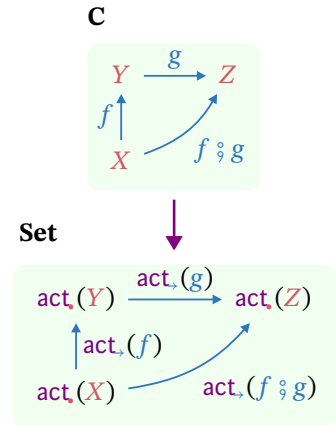 C
Y g Z
f
X f ⨟ g
Set
act→(g)
act•(Y) act•(Z)
act→(f)
act•(X) act→(f ⨟ g)